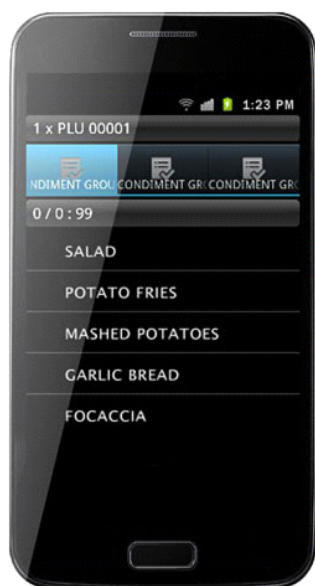 1:23 PM
1 x PLU 00001
NDIMENT GROU CONDIMENT GR CONDIMENT GR
0 / 0 : 99
SALAD
POTATO FRIES
MASHED POTATOES
GARLIC BREAD
FOCACCIA